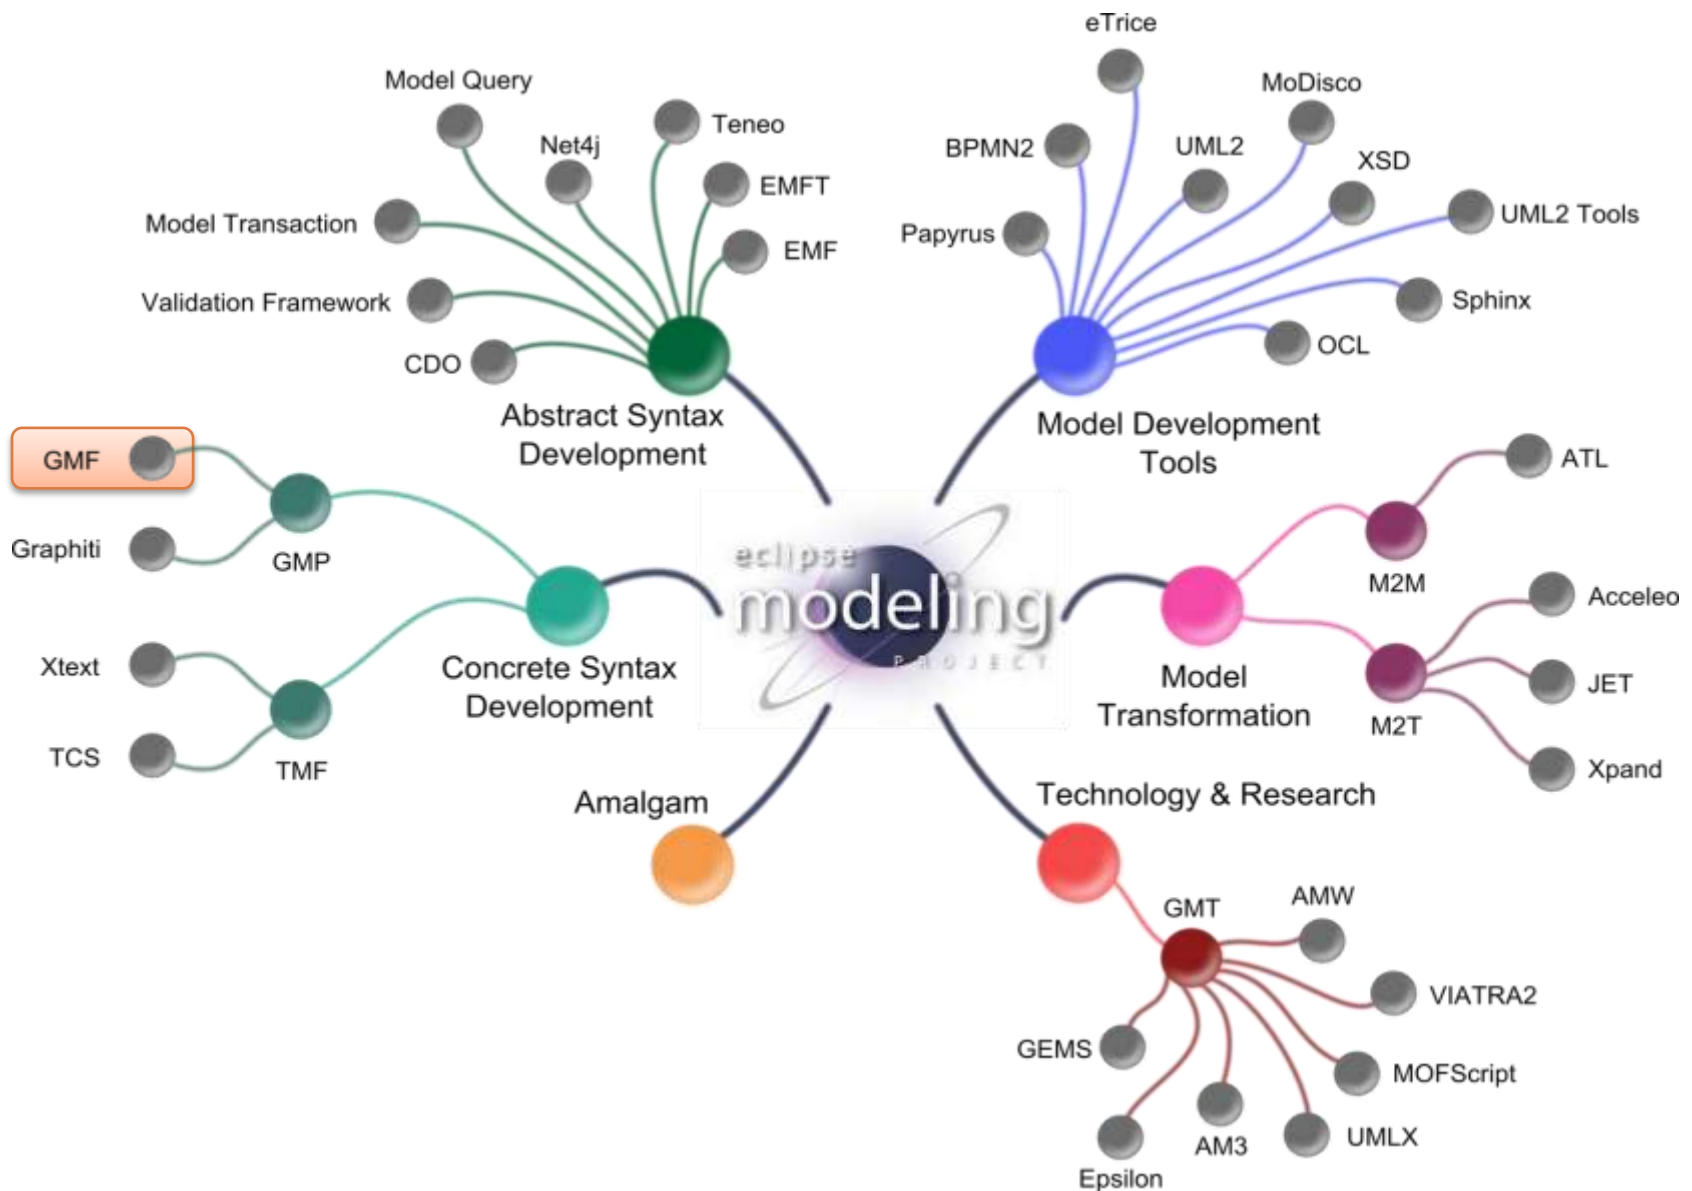 eTrice
Model Query
MoDisco
Teneo
Net4j
BPMN2
UML2
XSD
EMFT
Model Transaction
UML2 Tools
Papyrus
EMF
Validation Framework
Sphinx
CDO
OCL
Abstract Syntax
Development
Model Development
Tools
GMF
ATL
Graphiti
GMP
eclipse
modeling
PROJECT
M2M
Acceleo
Xtext
Concrete Syntax
Development
Model
Transformation
JET
TCS
TMF
M2T
Xpand
Amalgam
Technology & Research
AMW
GMT
VIATRA2
GEMS
MOFScript
AM3
UMLX
Epsilon